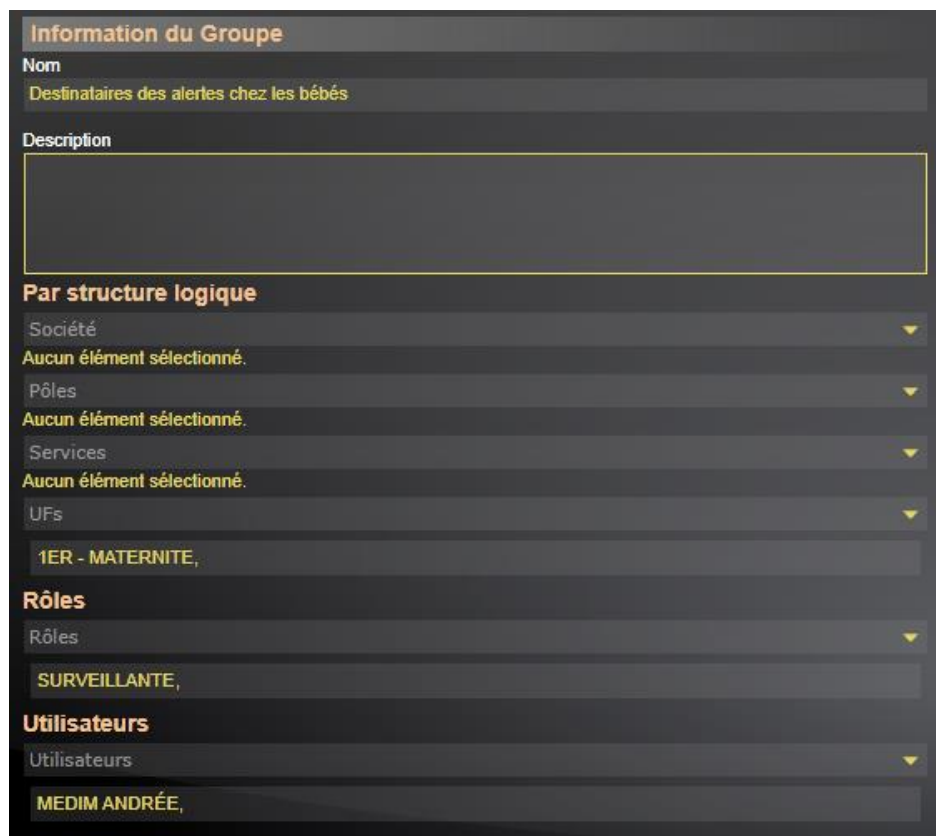 Information du Groupe
Nom
Destinataires des alertes chez les bébés
Description
Par structure logique
Société
Aucun élément sélectionné.
Pôles
Aucun élément sélectionné.
Services
Aucun élément sélectionné.
UFs
1ER - MATERNITE,
Rôles
Rôles
SURVEILLANTE,
Utilisateurs
Utilisateurs
MEDIM ANDRÉE,